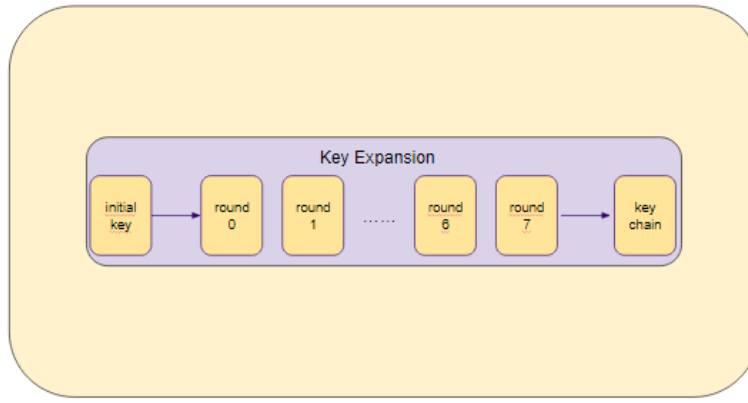 Key Expansion
initial
key
round
0
round
1
......
round
6
round
7
key
chain